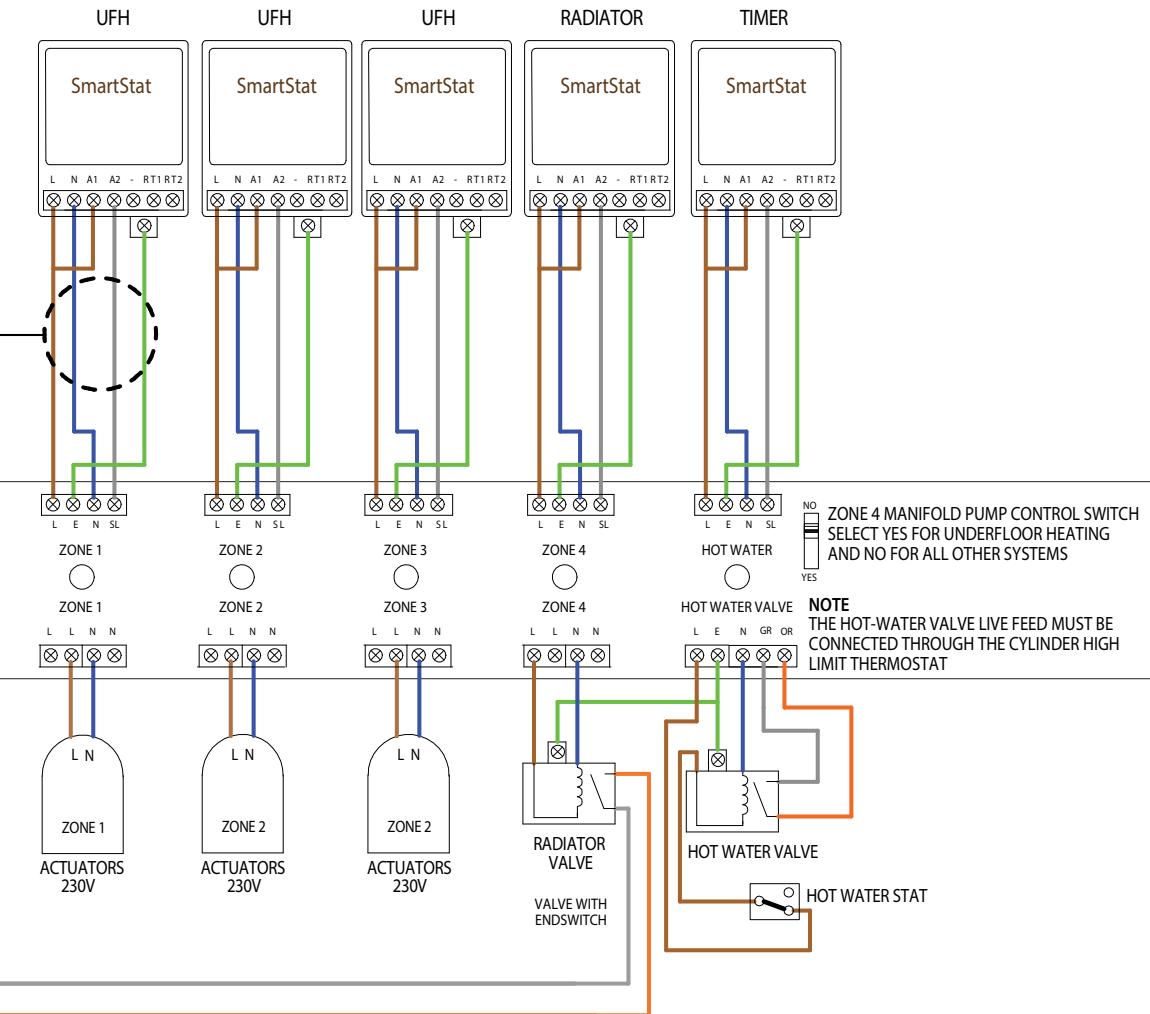 UFH UFH UFH RADIATOR TIMER
SmartStat SmartStat SmartStat SmartStat SmartStat
L N A1 A2 - RT1 RT2 L N A1 A2 - RT1 RT2 L N A1 A2 - RT1 RT2 L N A1 A2 - RT1 RT2 L N A1 A2 - RT1 RT2
L E N SL L E N SL L E N SL L E N SL L E N SL
NO
ZONE 4 MANIFOLD PUMP CONTROL SWITCH
SELECT YES FOR UNDERFLOOR HEATING
AND NO FOR ALL OTHER SYSTEMS
YES
ZONE 1 ZONE 2 ZONE 3 ZONE 4 HOT WATER
ZONE 1 ZONE 2 ZONE 3 ZONE 4 HOT WATER VALVE
NOTE
THE HOT-WATER VALVE LIVE FEED MUST BE
CONNECTED THROUGH THE CYLINDER HIGH
LIMIT THERMOSTAT
L L N N L L N N L L N N L L N N L E N GR OR
L N L N L N
ZONE 1 ZONE 2 ZONE 2
ACTUATORS ACTUATORS ACTUATORS
230V 230V 230V
RADIATOR
VALVE
VALVE WITH
ENDSWITCH
HOT WATER VALVE
HOT WATER STAT